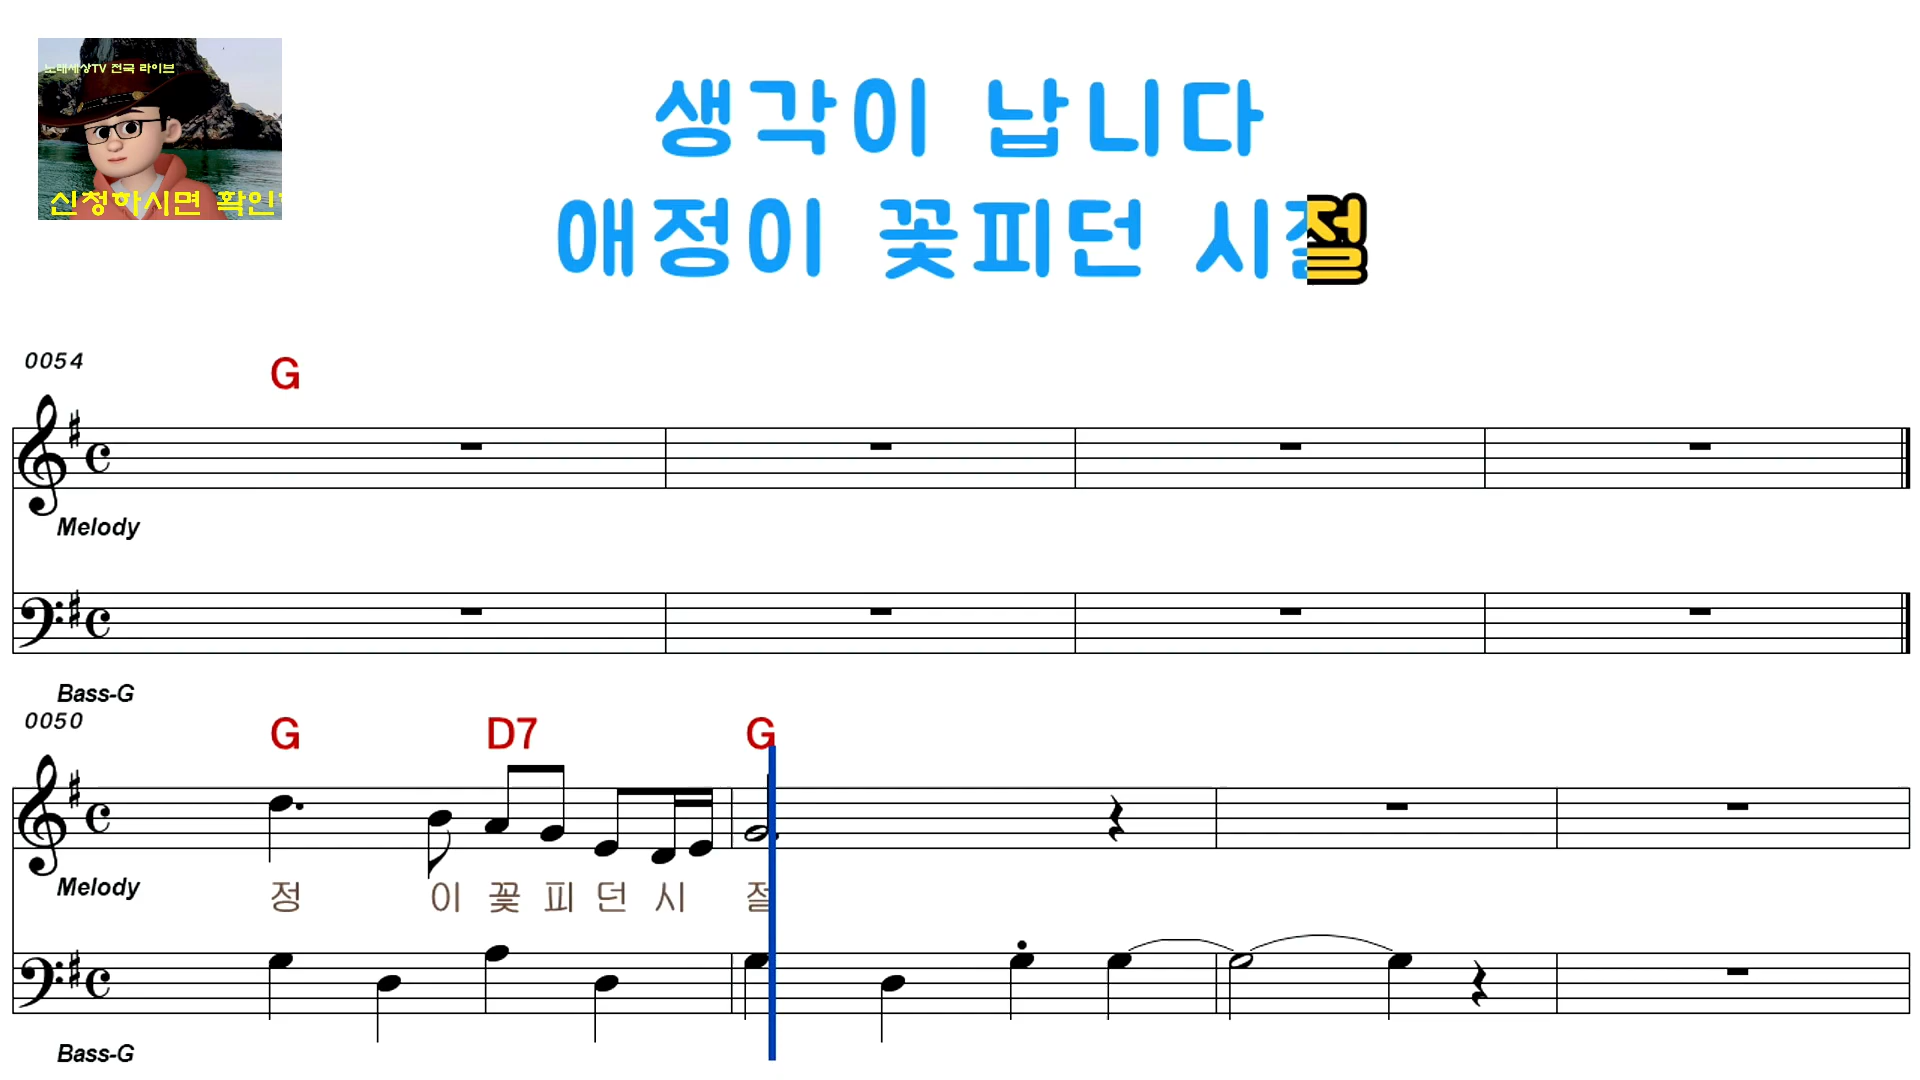 노래세상TV 전국 라이브
신청하시면 확인
생각이 납니다
애정이 꽃피던 시절
0054
G
Melody
Bass-G
0050
G D7 G
Melody
정 이 꽃 피 던 시 절
Bass-G